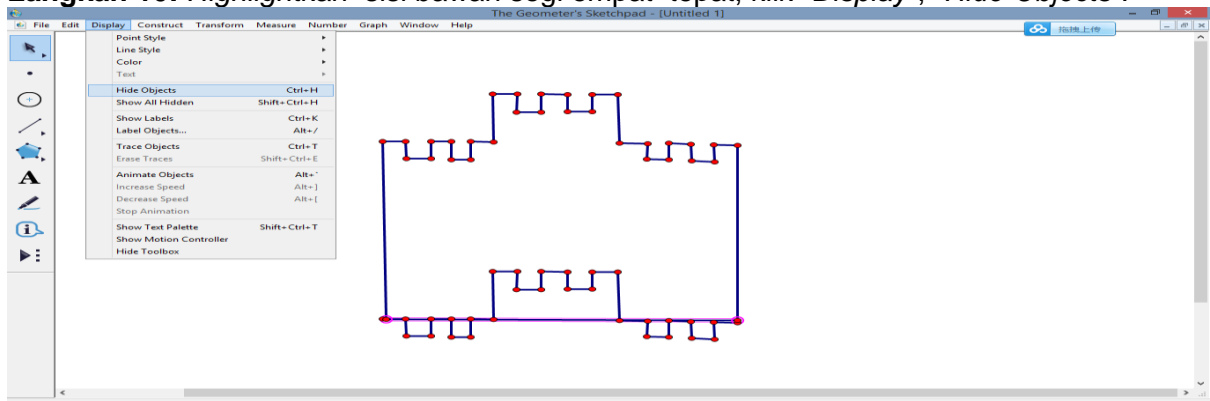 Langkah 10: Highlightkan sisi bawah segi empat tepat, klik "Display", "Hide Objects".
The Geometer's Sketchpad - [Untitled 1]
File Edit Display Construct Transform Measure Number Graph Window Help
拖拽上传
Point Style
Line Style
Color
Text
Hide Objects Ctrl+H
Show All Hidden Shift+Ctrl+H
Show Labels Ctrl+K
Label Objects... Alt+/
Trace Objects Ctrl+T
Erase Traces Shift+Ctrl+E
Animate Objects Alt+`
Increase Speed Alt+]
Decrease Speed Alt+[
Stop Animation
Show Text Palette Shift+Ctrl+T
Show Motion Controller
Hide Toolbox
A